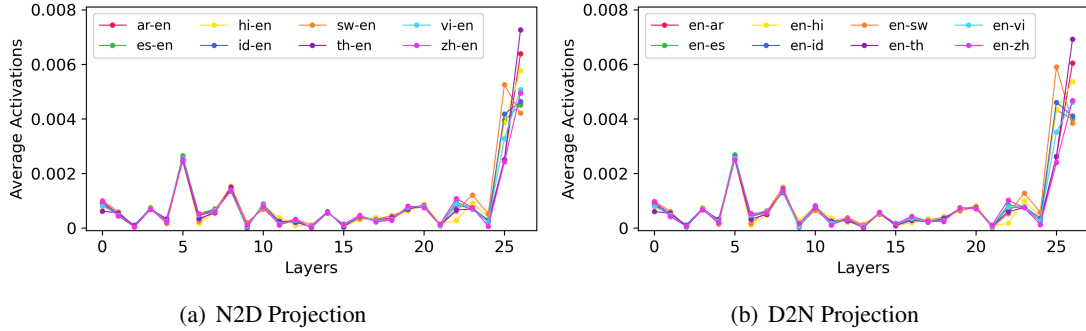 ar-en
hi-en
sw-en
vi-en
es-en
id-en
th-en
zh-en
0.008
0.006
0.004
0.002
0
Average Activations
0
5
10
15
20
25
Layers
(a) N2D Projection
en-ar
en-hi
en-sw
en-vi
en-es
en-id
en-th
en-zh
0.008
0.006
0.004
0.002
0
Average Activations
0
5
10
15
20
25
Layers
(b) D2N Projection